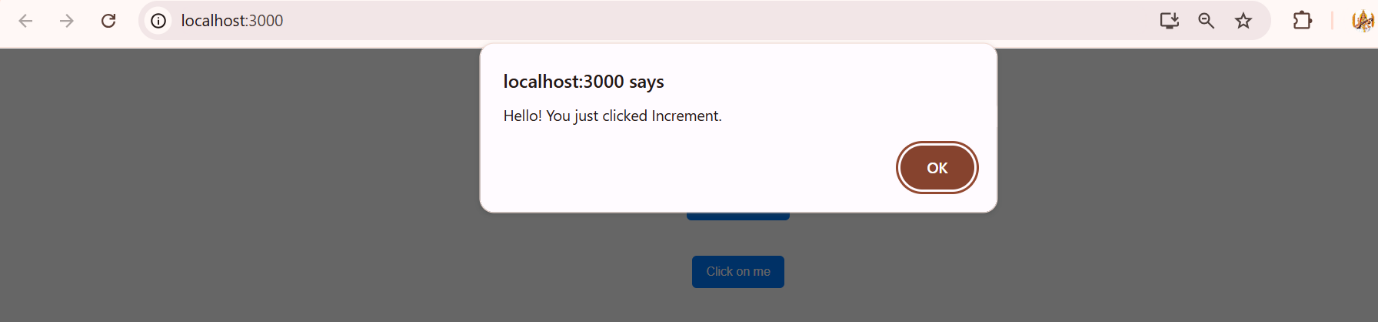 localhost:3000
localhost:3000 says
Hello! You just clicked Increment.
OK
Click on me